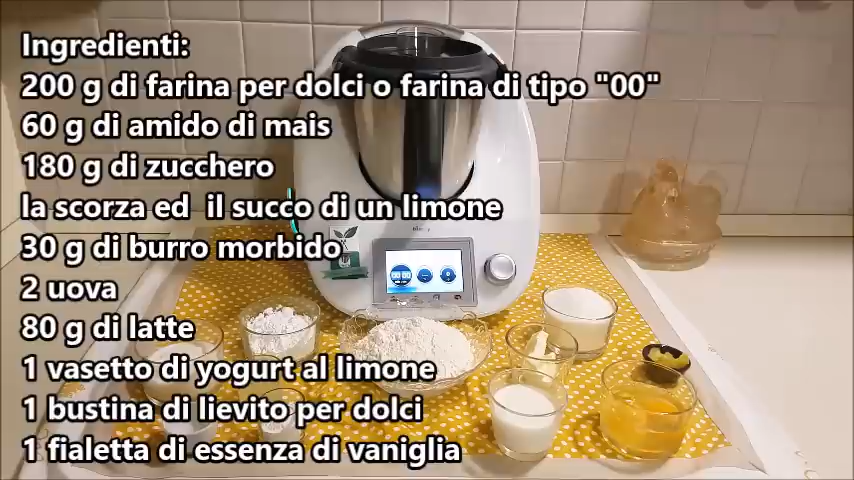 Ingredienti:
200 g di farina per dolci o farina di tipo "00"
60 g di amido di mais
180 g di zucchero
la scorza ed  il succo di un limone
30 g di burro morbido
2 uova
80 g di latte
1 vasetto di yogurt al limone
1 bustina di lievito per dolci
1 fialetta di essenza di vaniglia